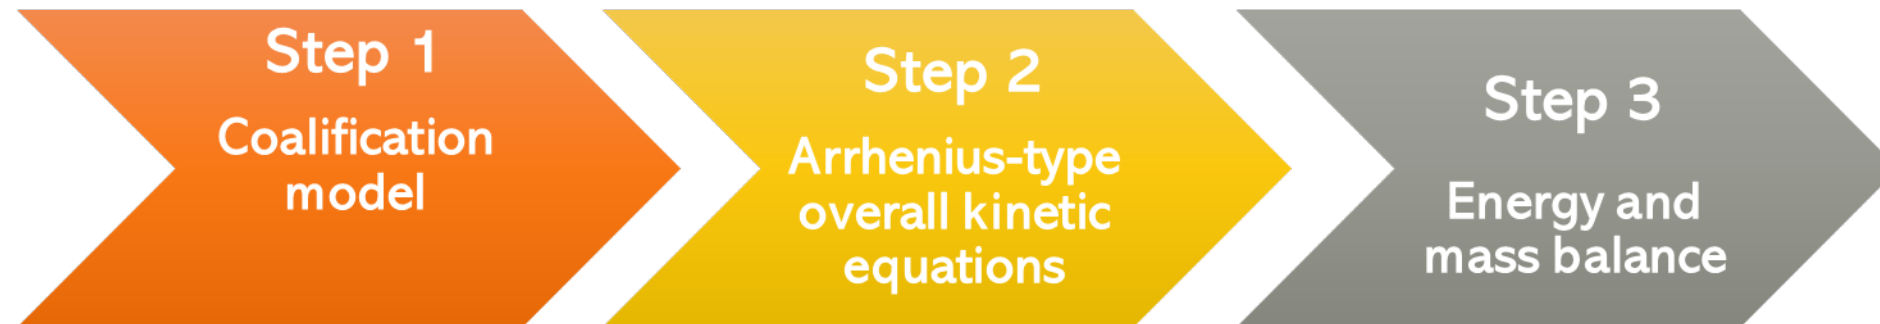 Step 1
Coalification
model
Step 2
Arrhenius-type
overall kinetic
equations
Step 3
Energy and
mass balance